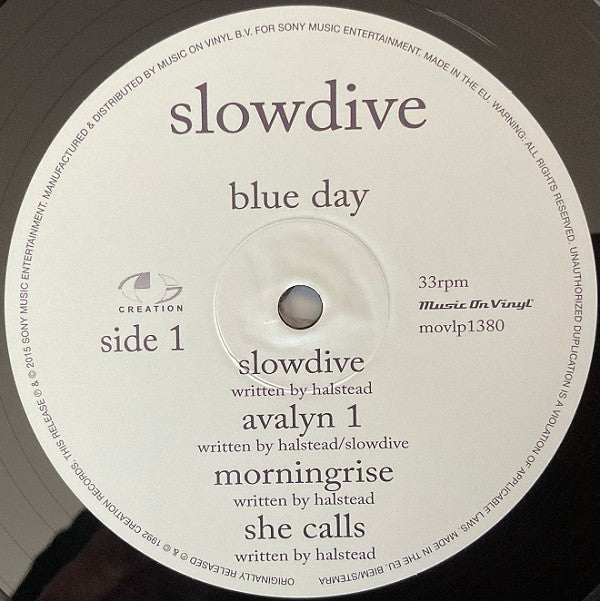 slowdive
blue day
CREATION
side 1
33rpm
Music On Vinyl
movlp1380
slowdive
written by halstead
avalyn 1
written by halstead/slowdive
morningrise
written by halstead
she calls
written by halstead
ORIGINALLY RELEASED ℗ & © 1992 CREATION RECORDS. THIS RELEASE ℗ & © 2015 SONY MUSIC ENTERTAINMENT. MANUFACTURED & DISTRIBUTED BY MUSIC ON VINYL B.V. FOR SONY MUSIC ENTERTAINMENT. MADE IN THE EU. WARNING: ALL RIGHTS RESERVED. UNAUTHORIZED DUPLICATION IS A VIOLATION OF APPLICABLE LAWS. MADE IN THE EU. BIEM/STEMRA